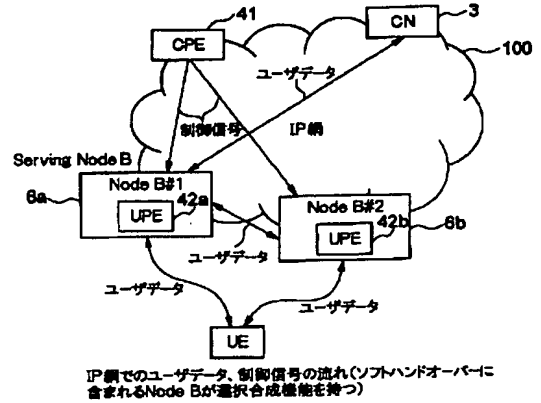 41
CN
3
CPE
100
ユーザデータ
制御信号
IP網
Serving Node B
Node B#1
Node B#2
6a
42a
UPE
42b
UPE
6b
ユーザデータ
ユーザデータ
ユーザデータ
UE
IP網でのユーザデータ、制御信号の流れ(ソフトハンドオーバーに
含まれるNode Bが選択合成機能を持つ)